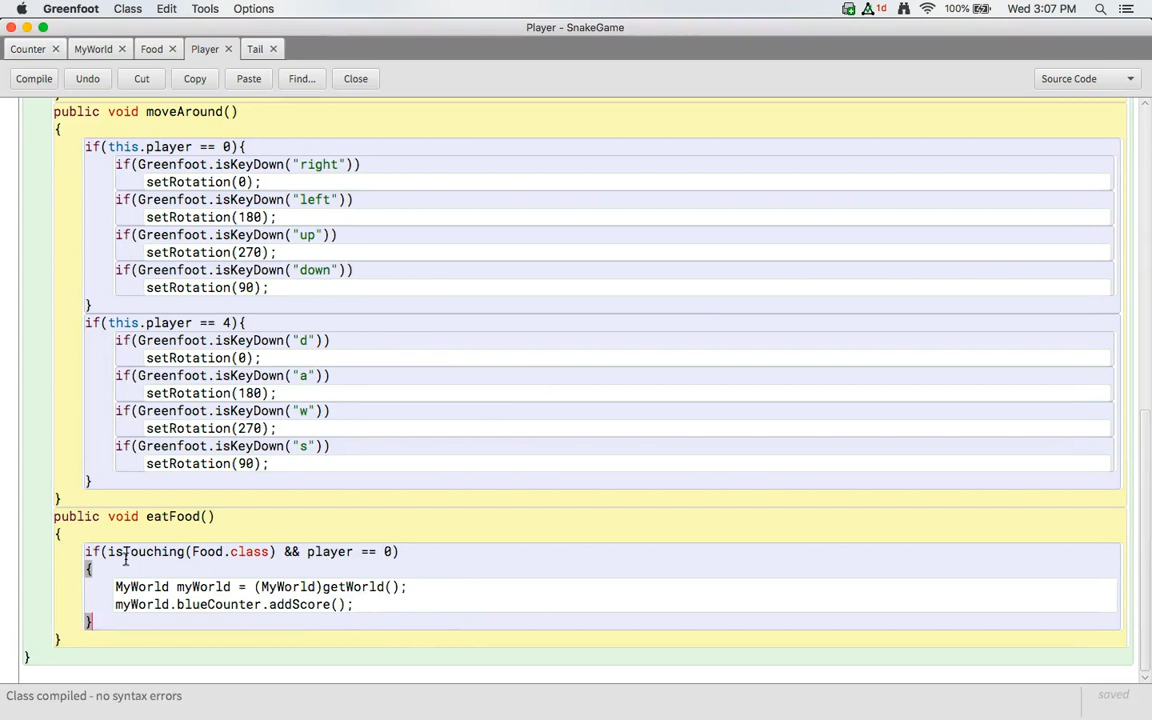 Greenfoot Class Edit Tools Options 1d 100% Wed 3:07 PM
Player - SnakeGame
Counter MyWorld Food Player Tail
Compile Undo Cut Copy Paste Find... Close Source Code
public void moveAround()
{
if(this.player == 0){
if(Greenfoot.isKeyDown("right"))
setRotation(0);
if(Greenfoot.isKeyDown("left"))
setRotation(180);
if(Greenfoot.isKeyDown("up"))
setRotation(270);
if(Greenfoot.isKeyDown("down"))
setRotation(90);
}
if(this.player == 4){
if(Greenfoot.isKeyDown("d"))
setRotation(0);
if(Greenfoot.isKeyDown("a"))
setRotation(180);
if(Greenfoot.isKeyDown("w"))
setRotation(270);
if(Greenfoot.isKeyDown("s"))
setRotation(90);
}
}
public void eatFood()
{
if(isTouching(Food.class) && player == 0)
{
MyWorld myWorld = (MyWorld)getWorld();
myWorld.blueCounter.addScore();
}
}
}
Class compiled - no syntax errors
saved